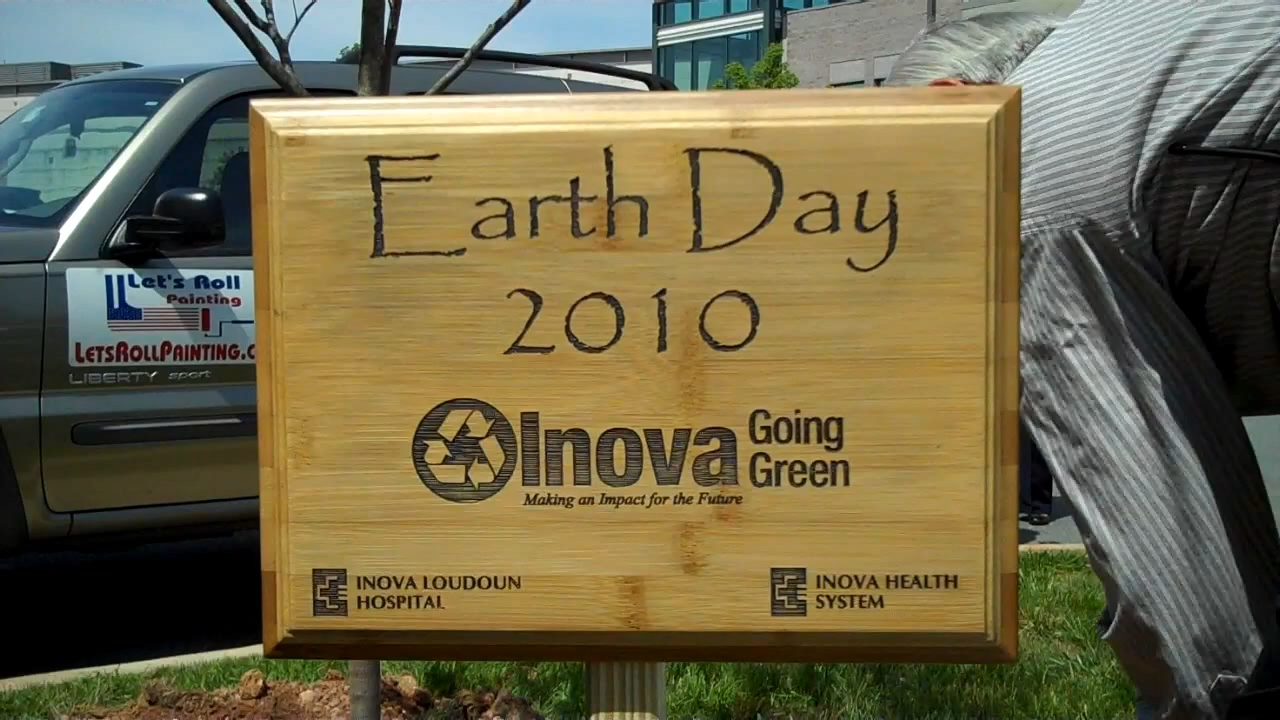 Earth Day
2010
Inova Going Green
Making an Impact for the Future
INOVA LOUDOUN
HOSPITAL
INOVA HEALTH
SYSTEM
Let's Roll
Painting
LETSROLLPAINTING.
LIBERTY sport